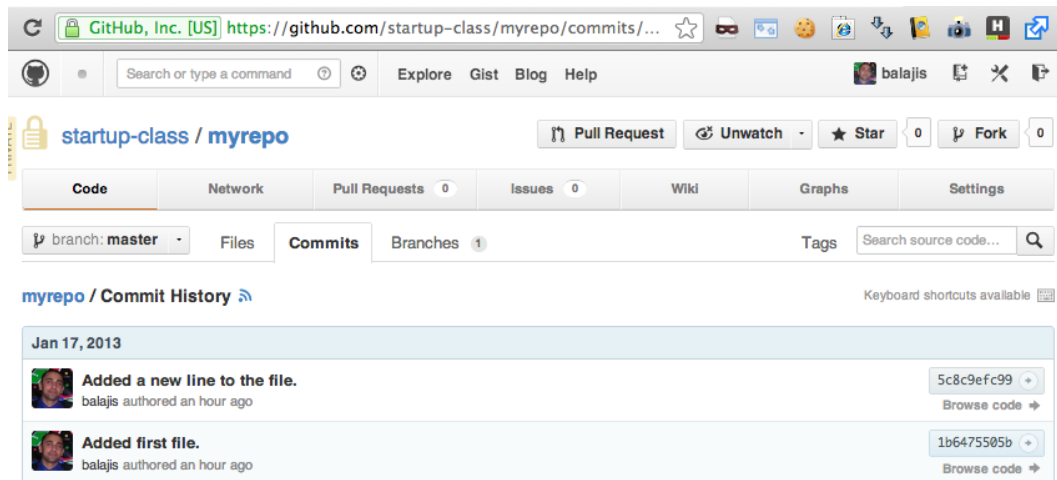 GitHub, Inc. [US] https://github.com/startup-class/myrepo/commits/...
Search or type a command Explore Gist Blog Help balajis
PRIVATE
startup-class / myrepo Pull Request Unwatch Star 0 Fork 0
Code Network Pull Requests 0 Issues 0 Wiki Graphs Settings
branch: master Files Commits Branches 1 Tags Search source code...
myrepo / Commit History Keyboard shortcuts available
Jan 17, 2013
Added a new line to the file. 5c8c9efc99 +
balajis authored an hour ago Browse code
Added first file. 1b6475505b +
balajis authored an hour ago Browse code